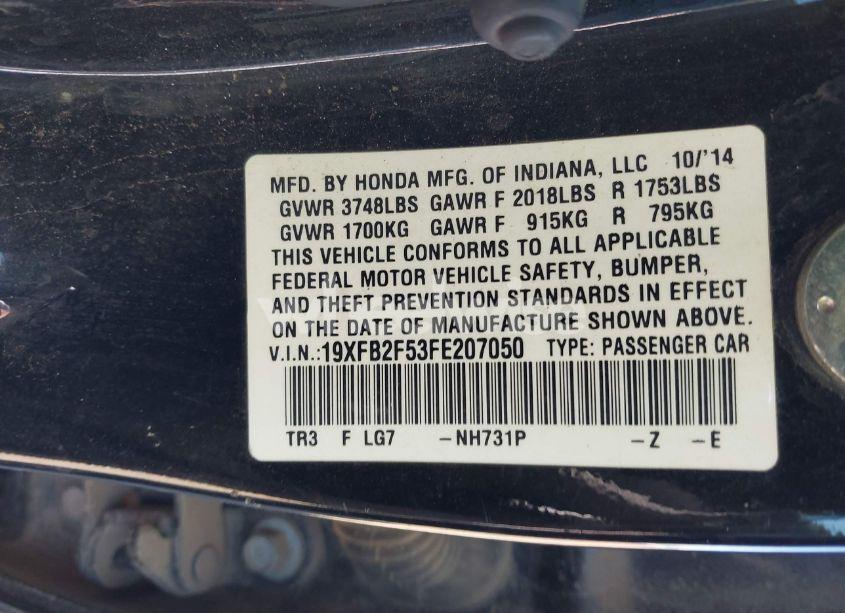 MFD. BY HONDA MFG. OF INDIANA, LLC 10/'14
GVWR 3748LBS GAWR F 2018LBS R 1753LBS
GVWR 1700KG GAWR F 915KG R 795KG
THIS VEHICLE CONFORMS TO ALL APPLICABLE
FEDERAL MOTOR VEHICLE SAFETY, BUMPER,
AND THEFT PREVENTION STANDARDS IN EFFECT
ON THE DATE OF MANUFACTURE SHOWN ABOVE.
V.I.N.:19XFB2F53FE207050 TYPE: PASSENGER CAR
TR3 F LG7 -NH731P -Z -E